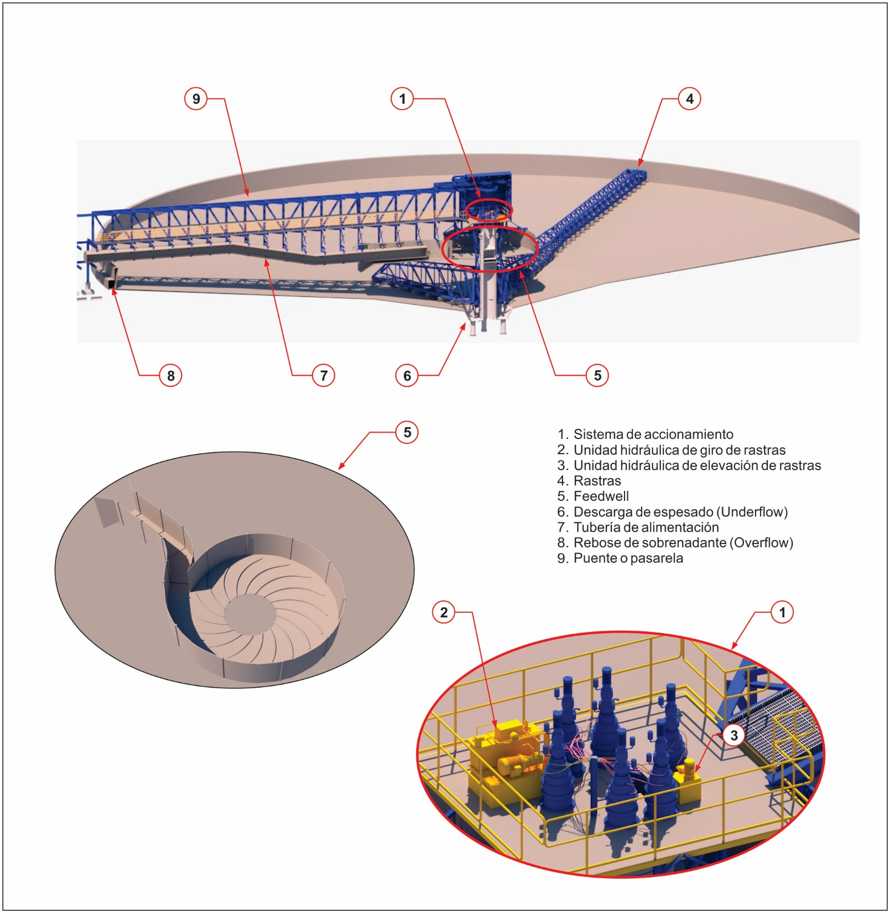 9
1
4
8
7
6
5
5
1. Sistema de accionamiento
2. Unidad hidráulica de giro de rastras
3. Unidad hidráulica de elevación de rastras
4. Rastras
5. Feedwell
6. Descarga de espesado (Underflow)
7. Tubería de alimentación
8. Rebose de sobrenadante (Overflow)
9. Puente o pasarela
2
1
3